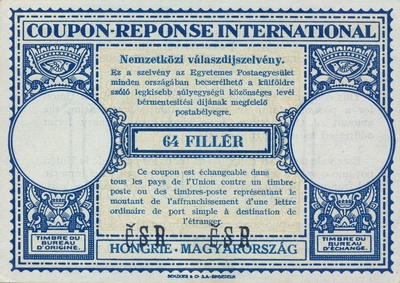 COUPON-REPONSE INTERNATIONAL
Nemzetközi válaszdijszelvény.
Ez a szelvény az Egyetemes Postaegyesület
minden országában becserélhető a külföldre
szóló legkisebb súlyegységű közönséges levél
bérmentesítési díjának megfelelő
postabélyegre.
64 FILLÉR
Ce coupon est échangeable dans
tous les pays de l'Union contre un timbre-
poste ou des timbres-poste représentant le
montant de l'affranchissement d'une lettre
ordinaire de port simple à destination de
l'étranger.
TIMBRE DU
BUREAU
D'ORIGINE.
ČSR ČSR
TIMBRE DU
BUREAU
D'ÉCHANGE.
HONGRIE - MAGYARORSZÁG